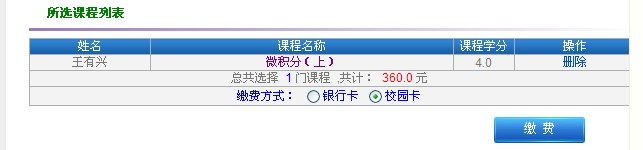 所选课程列表
姓名 课程名称 课程学分 操作
王有兴 微积分（上） 4.0 删除
总共选择 1门课程 ,共计： 360.0元
缴费方式： 银行卡 校园卡
缴 费